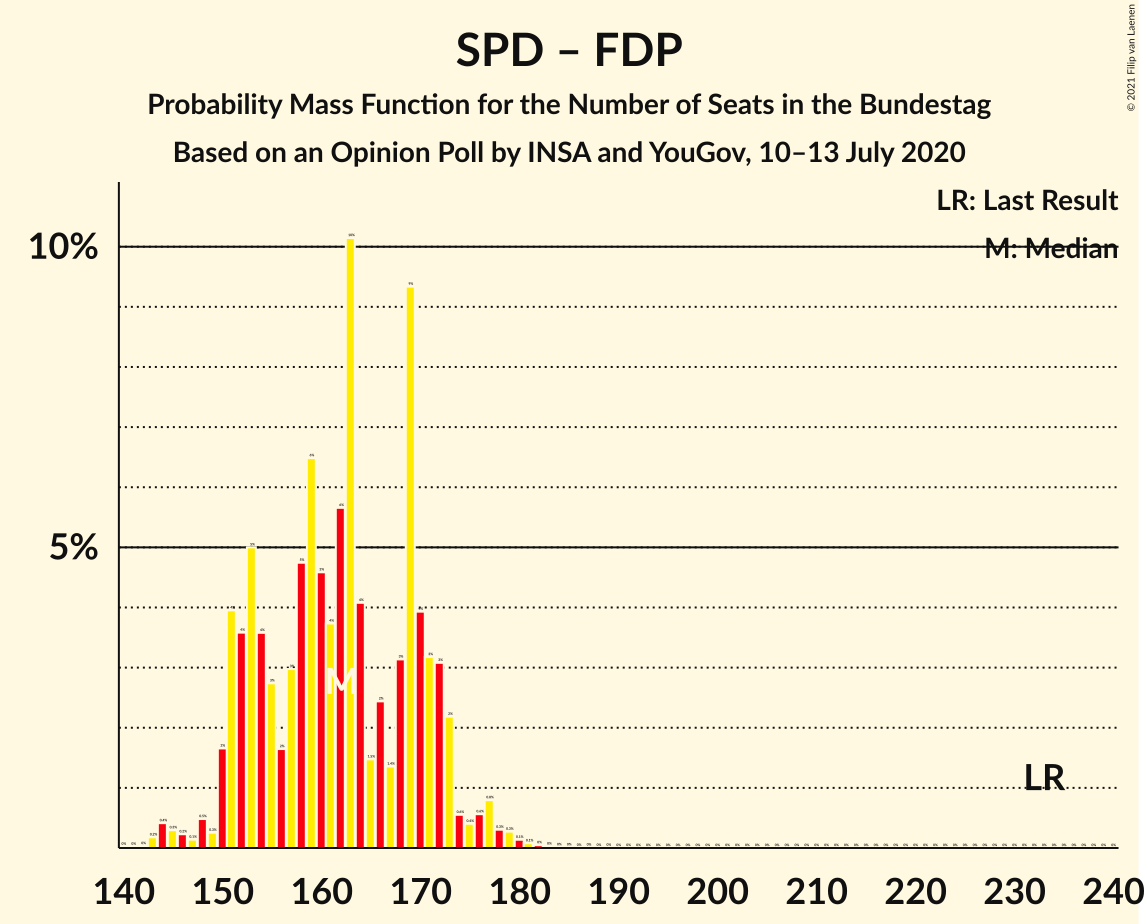 SPD – FDP
Probability Mass Function for the Number of Seats in the Bundestag
Based on an Opinion Poll by INSA and YouGov, 10–13 July 2020
© 2021 Filip van Laenen
LR: Last Result
M: Median
10%
5%
M
LR
140 150 160 170 180 190 200 210 220 230 240